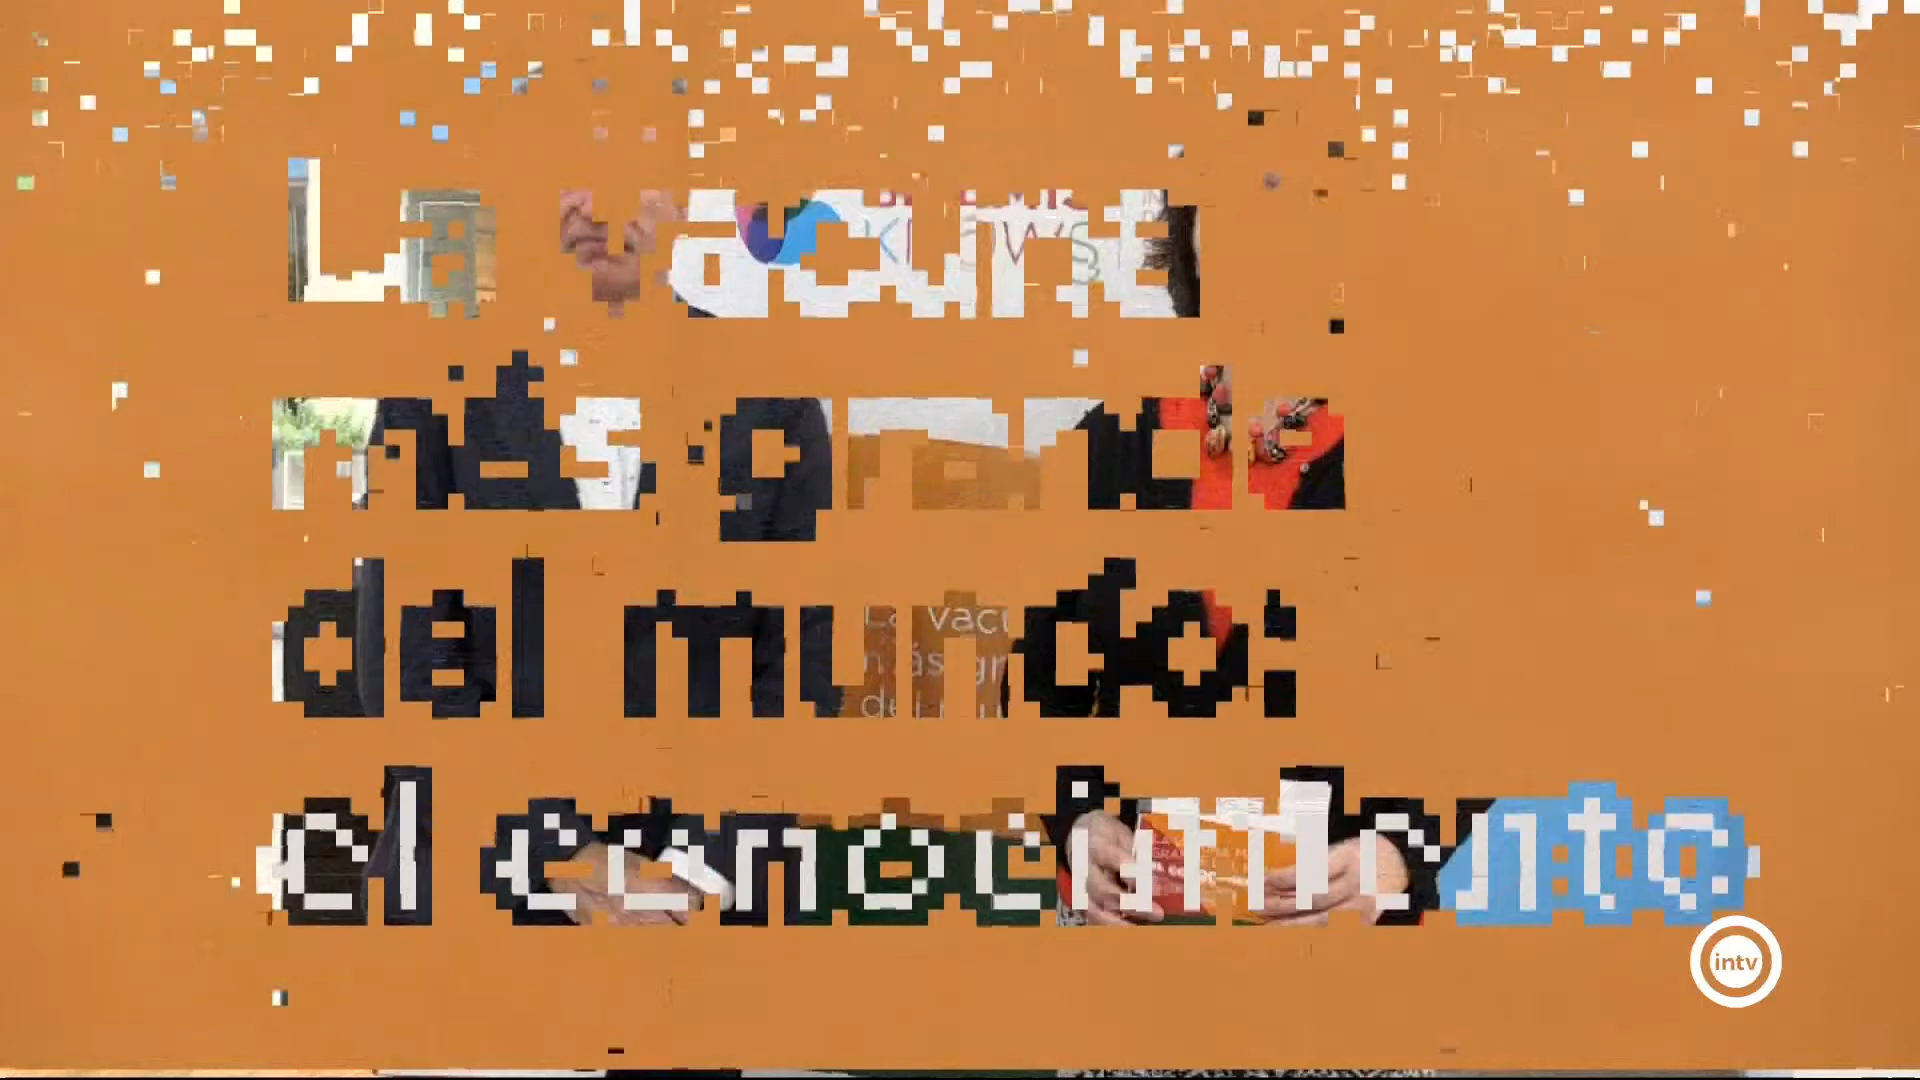 La vacuna
más grande
del mundo:
el conocimiento
intv